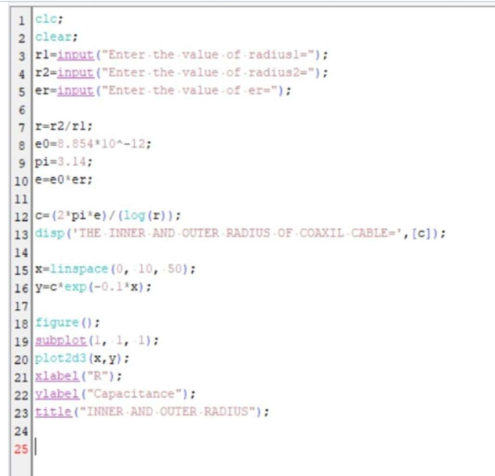 1 clc;
2 clear;
3 r1=input("Enter the value of radius1=");
4 r2=input("Enter the value of radius2=");
5 er=input("Enter the value of er=");
6
7 r=r2/r1;
8 e0=8.854*10^-12;
9 pi=3.14;
10 e=e0*er;
11
12 c=(2*pi*e)/(log(r));
13 disp('THE INNER AND OUTER RADIUS OF COAXIL CABLE=',[c]);
14
15 x=linspace(0, 10, 50);
16 y=c*exp(-0.1*x);
17
18 figure();
19 subplot(1, 1, 1);
20 plot2d3(x,y);
21 xlabel("R");
22 ylabel("Capacitance");
23 title("INNER AND OUTER RADIUS");
24
25